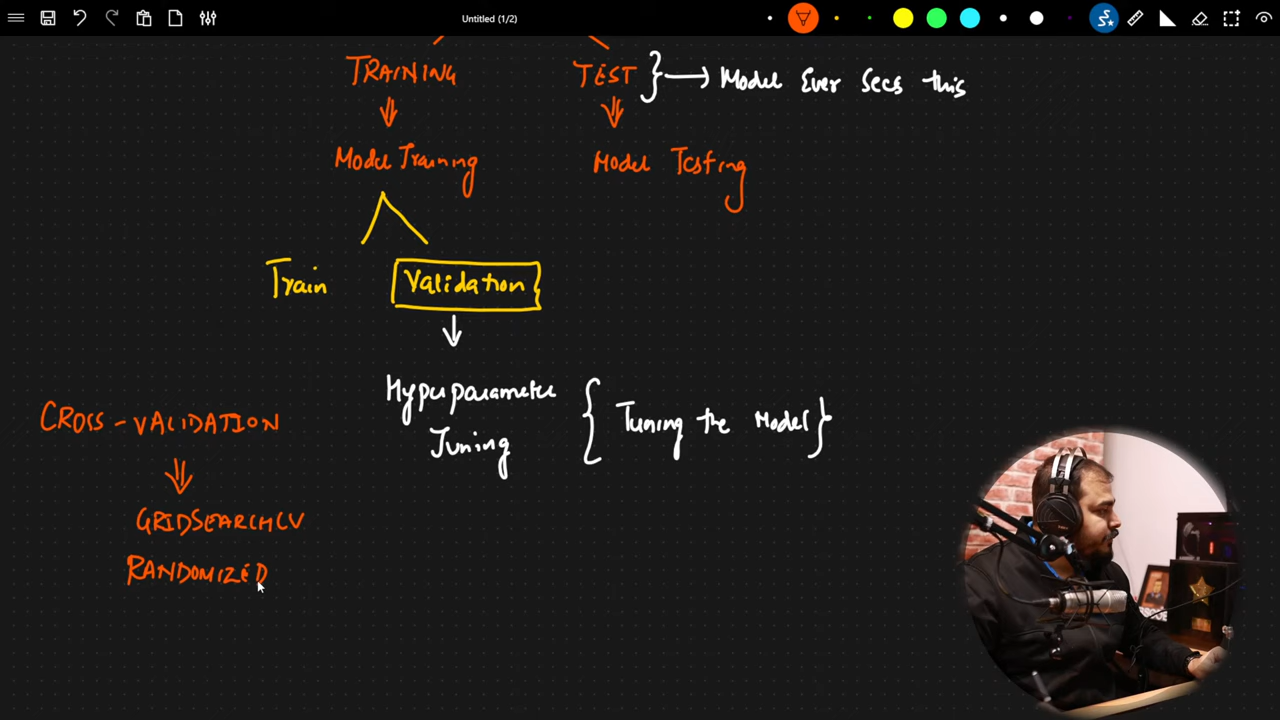 Untitled (1/2)
TRAINING
TEST
Model Ever Sees this
Model Training
Model Testing
Train
Validation
Hyperparameter
Tuning
Tuning the Model
CROSS-VALIDATION
GRIDSEARCHCV
RANDOMIZED